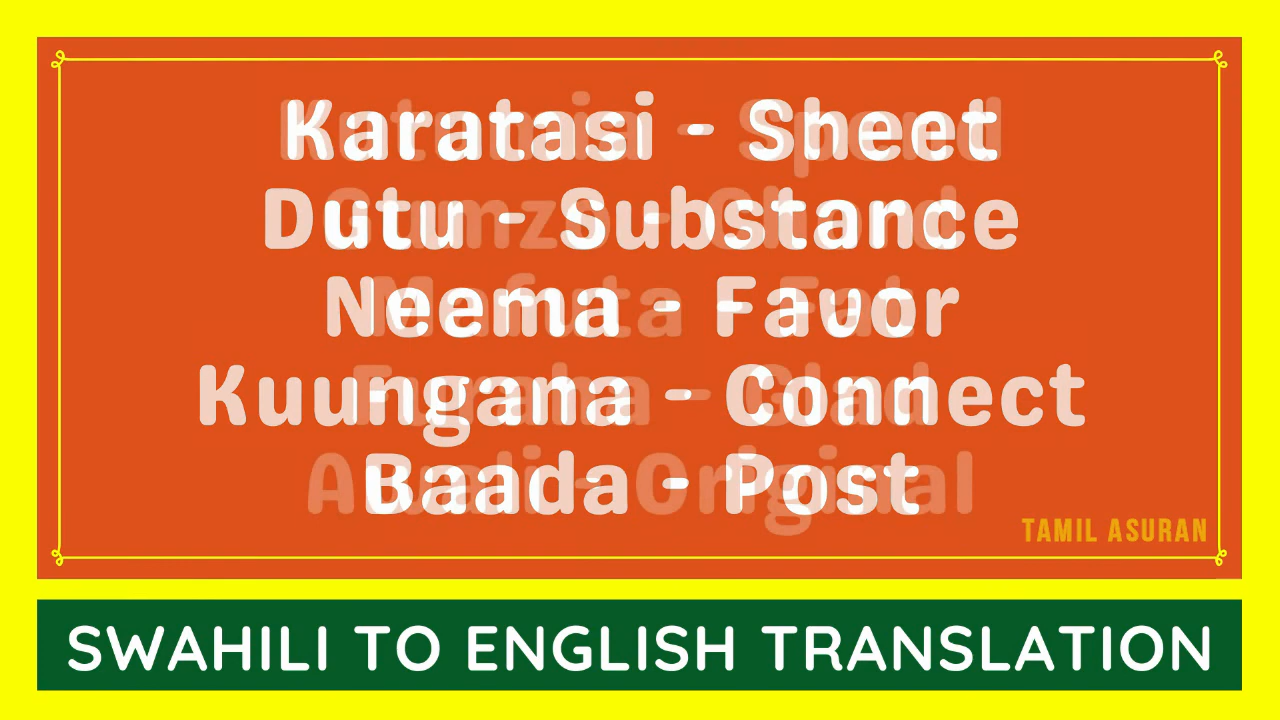 Karatasi - Sheet
Dutu - Substance
Neema - Favor
Kuungana - Connect
Baada - Post
TAMIL ASURAN
SWAHILI TO ENGLISH TRANSLATION